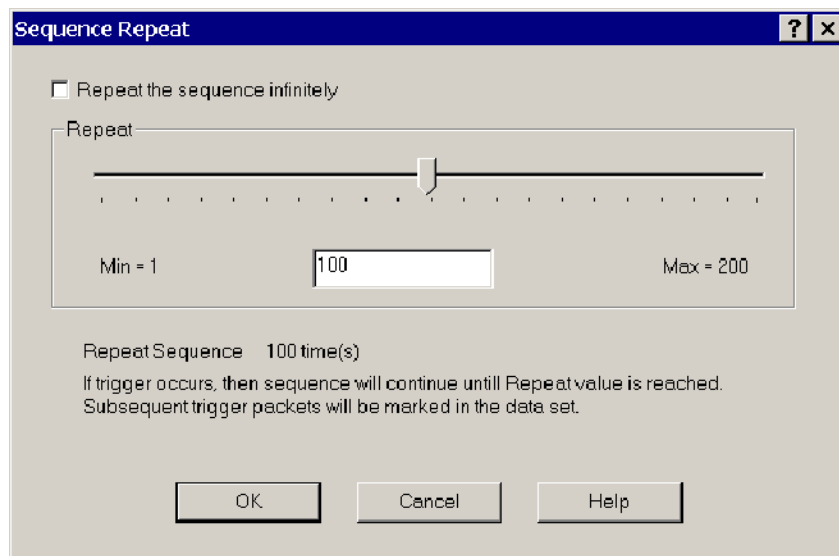 Sequence Repeat
Repeat the sequence infinitely
Repeat
Min = 1
100
Max = 200
Repeat Sequence 100 time(s)
If trigger occurs, then sequence will continue untill Repeat value is reached.
Subsequent trigger packets will be marked in the data set.
OK
Cancel
Help